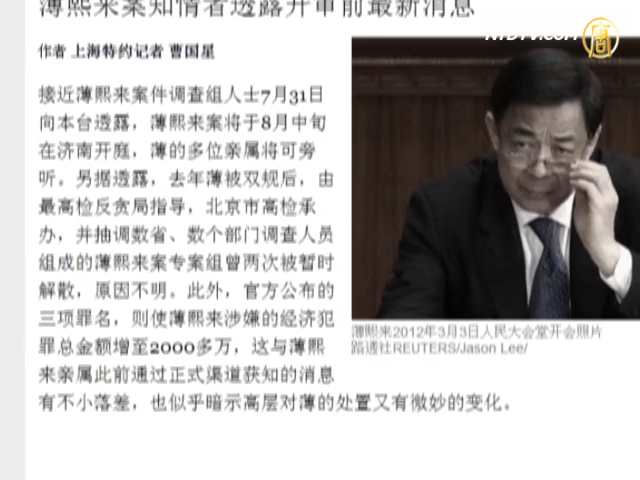 薄熙来案知情者透露开审前最新消息
NTDTV.com
作者 上海特约记者 曹国星
接近薄熙来案件调查组人士7月31日
向本台透露，薄熙来案将于8月中旬
在济南开庭，薄的多位亲属将可旁
听。另据透露，去年薄被双规后，由
最高检反贪局指导，北京市高检承
办，并抽调数省、数个部门调查人员
组成的薄熙来案专案组曾两次被暂时
解散，原因不明。此外，官方公布的
三项罪名，则使薄熙来涉嫌的经济犯
罪总金额增至2000多万，这与薄熙
来亲属此前通过正式渠道获知的消息
有不小落差，也似乎暗示高层对薄的处置又有微妙的变化。
薄熙来2012年3月3日人民大会堂开会照片
路透社REUTERS/Jason Lee/